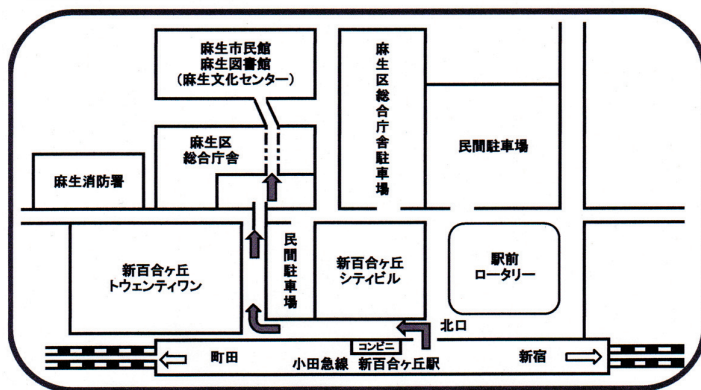 麻生市民館
麻生図書館
(麻生文化センター)
麻生区総合庁舎駐車場
麻生区
総合庁舎
民間駐車場
麻生消防署
新百合ヶ丘
トウェンティワン
民間駐車場
新百合ヶ丘
シティビル
駅前
ロータリー
北口
コンビニ
町田
小田急線 新百合ヶ丘駅
新宿